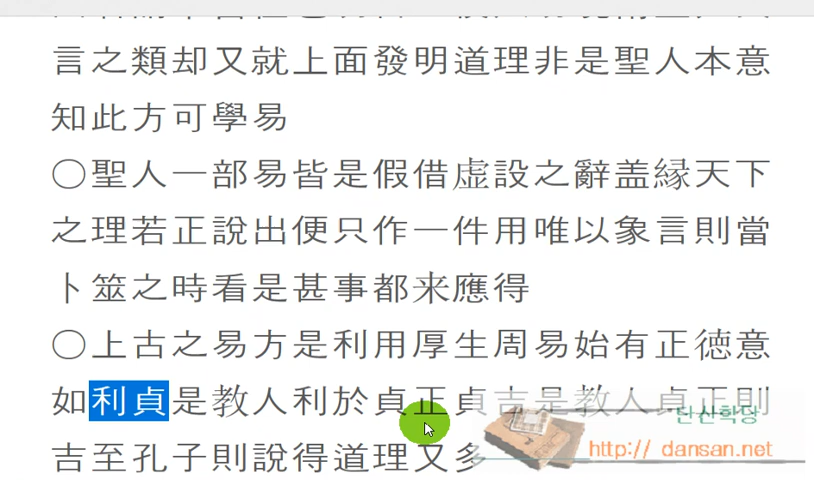 言之類却又就上面發明道理非是聖人本意
知此方可學易
○聖人一部易皆是假借虛設之辭盖縁天下
之理若正說出便只作一件用唯以象言則當
卜筮之時看是甚事都来應得
○上古之易方是利用厚生周易始有正徳意
如利貞是教人利於貞正貞吉是教人貞正則
吉至孔子則說得道理又多
단산학당
http:// dansan.net